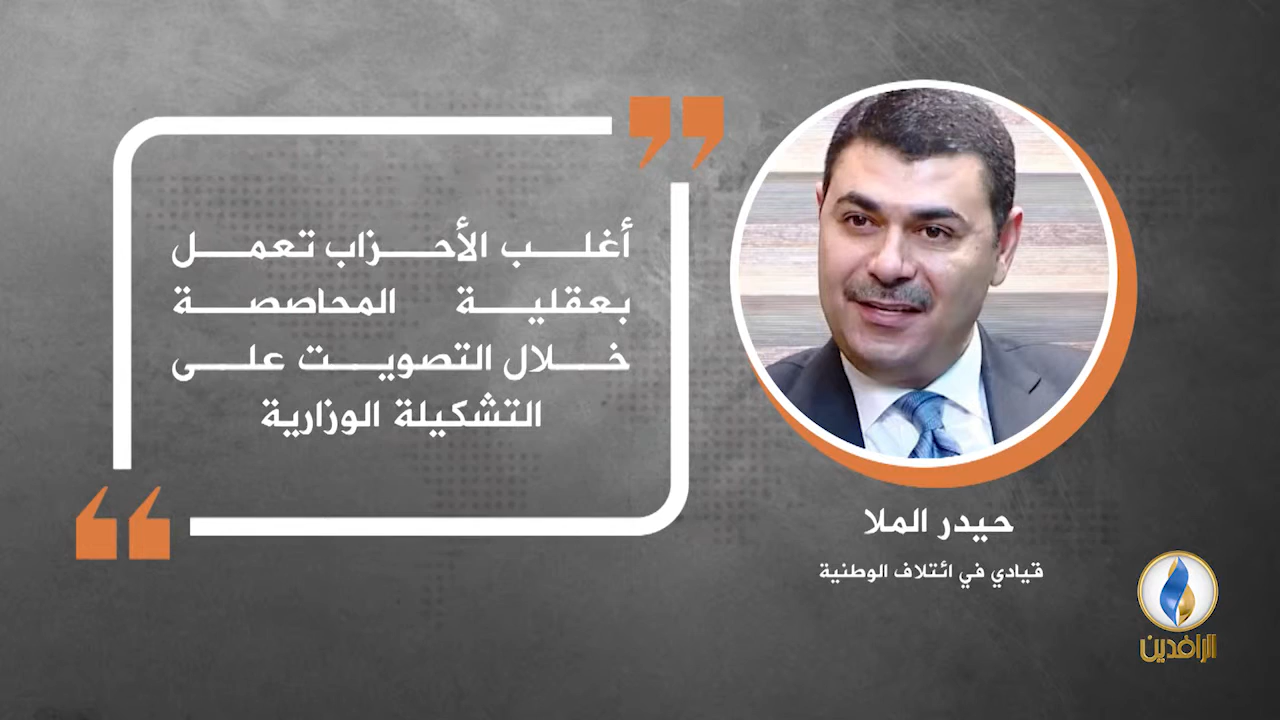 أغلب الأحزاب تعمل
بعقلية المحاصصة
خلال التصويت على
التشكيلة الوزارية
حيدر الملا
قيادي في ائتلاف الوطنية
الرافدين